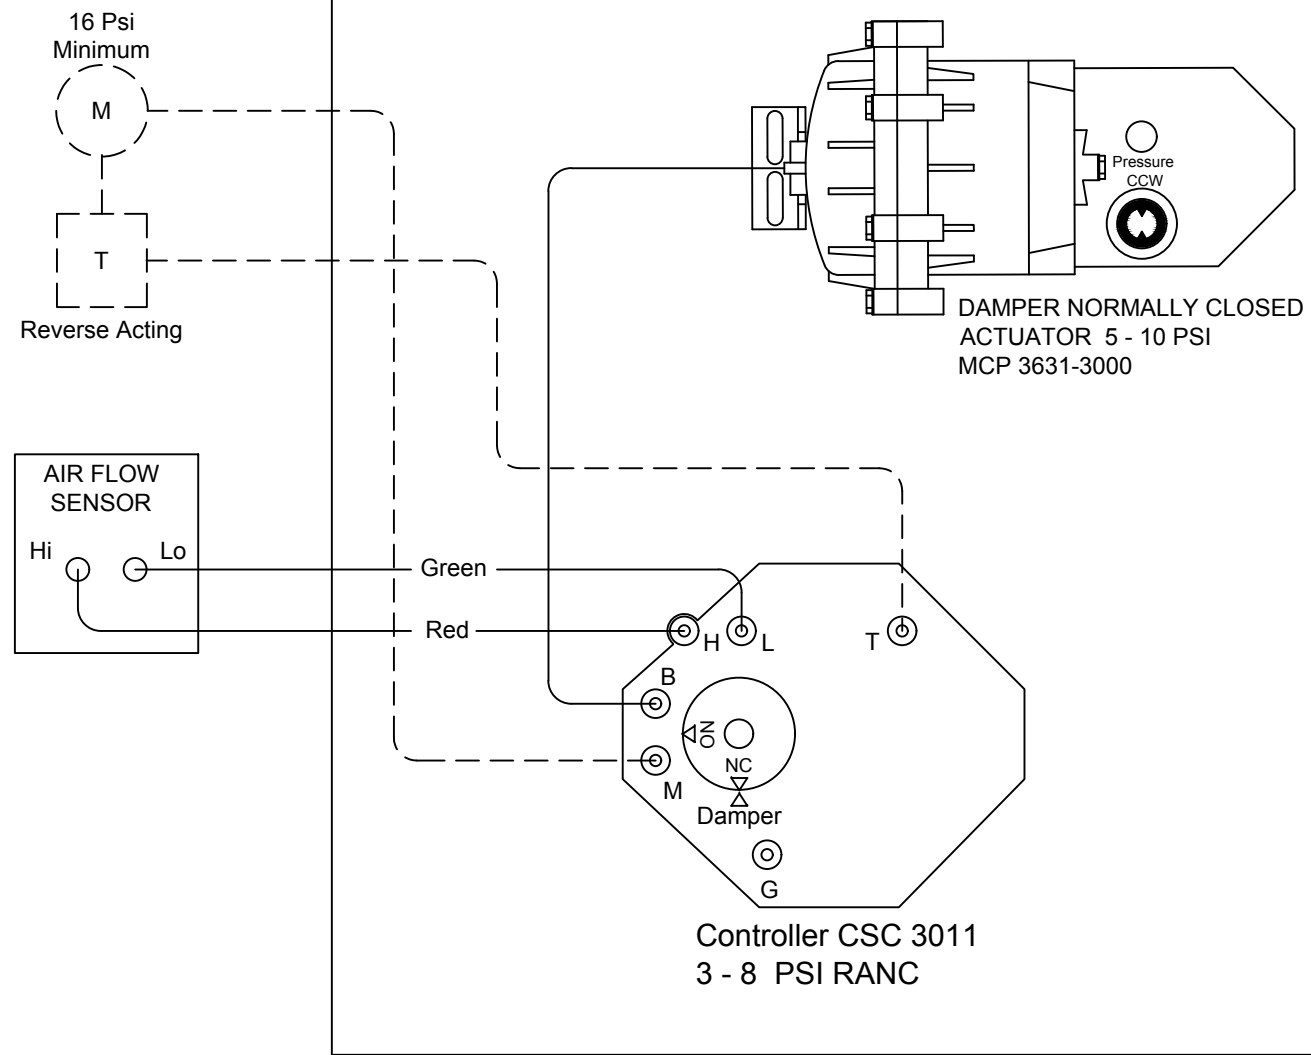 16 Psi
Minimum
M
T
Reverse Acting
Pressure
CCW
DAMPER NORMALLY CLOSED
ACTUATOR 5 - 10 PSI
MCP 3631-3000
AIR FLOW
SENSOR
Hi
Lo
Green
Red
H
L
T
B
NO
NC
M
Damper
G
Controller CSC 3011
3 - 8 PSI RANC